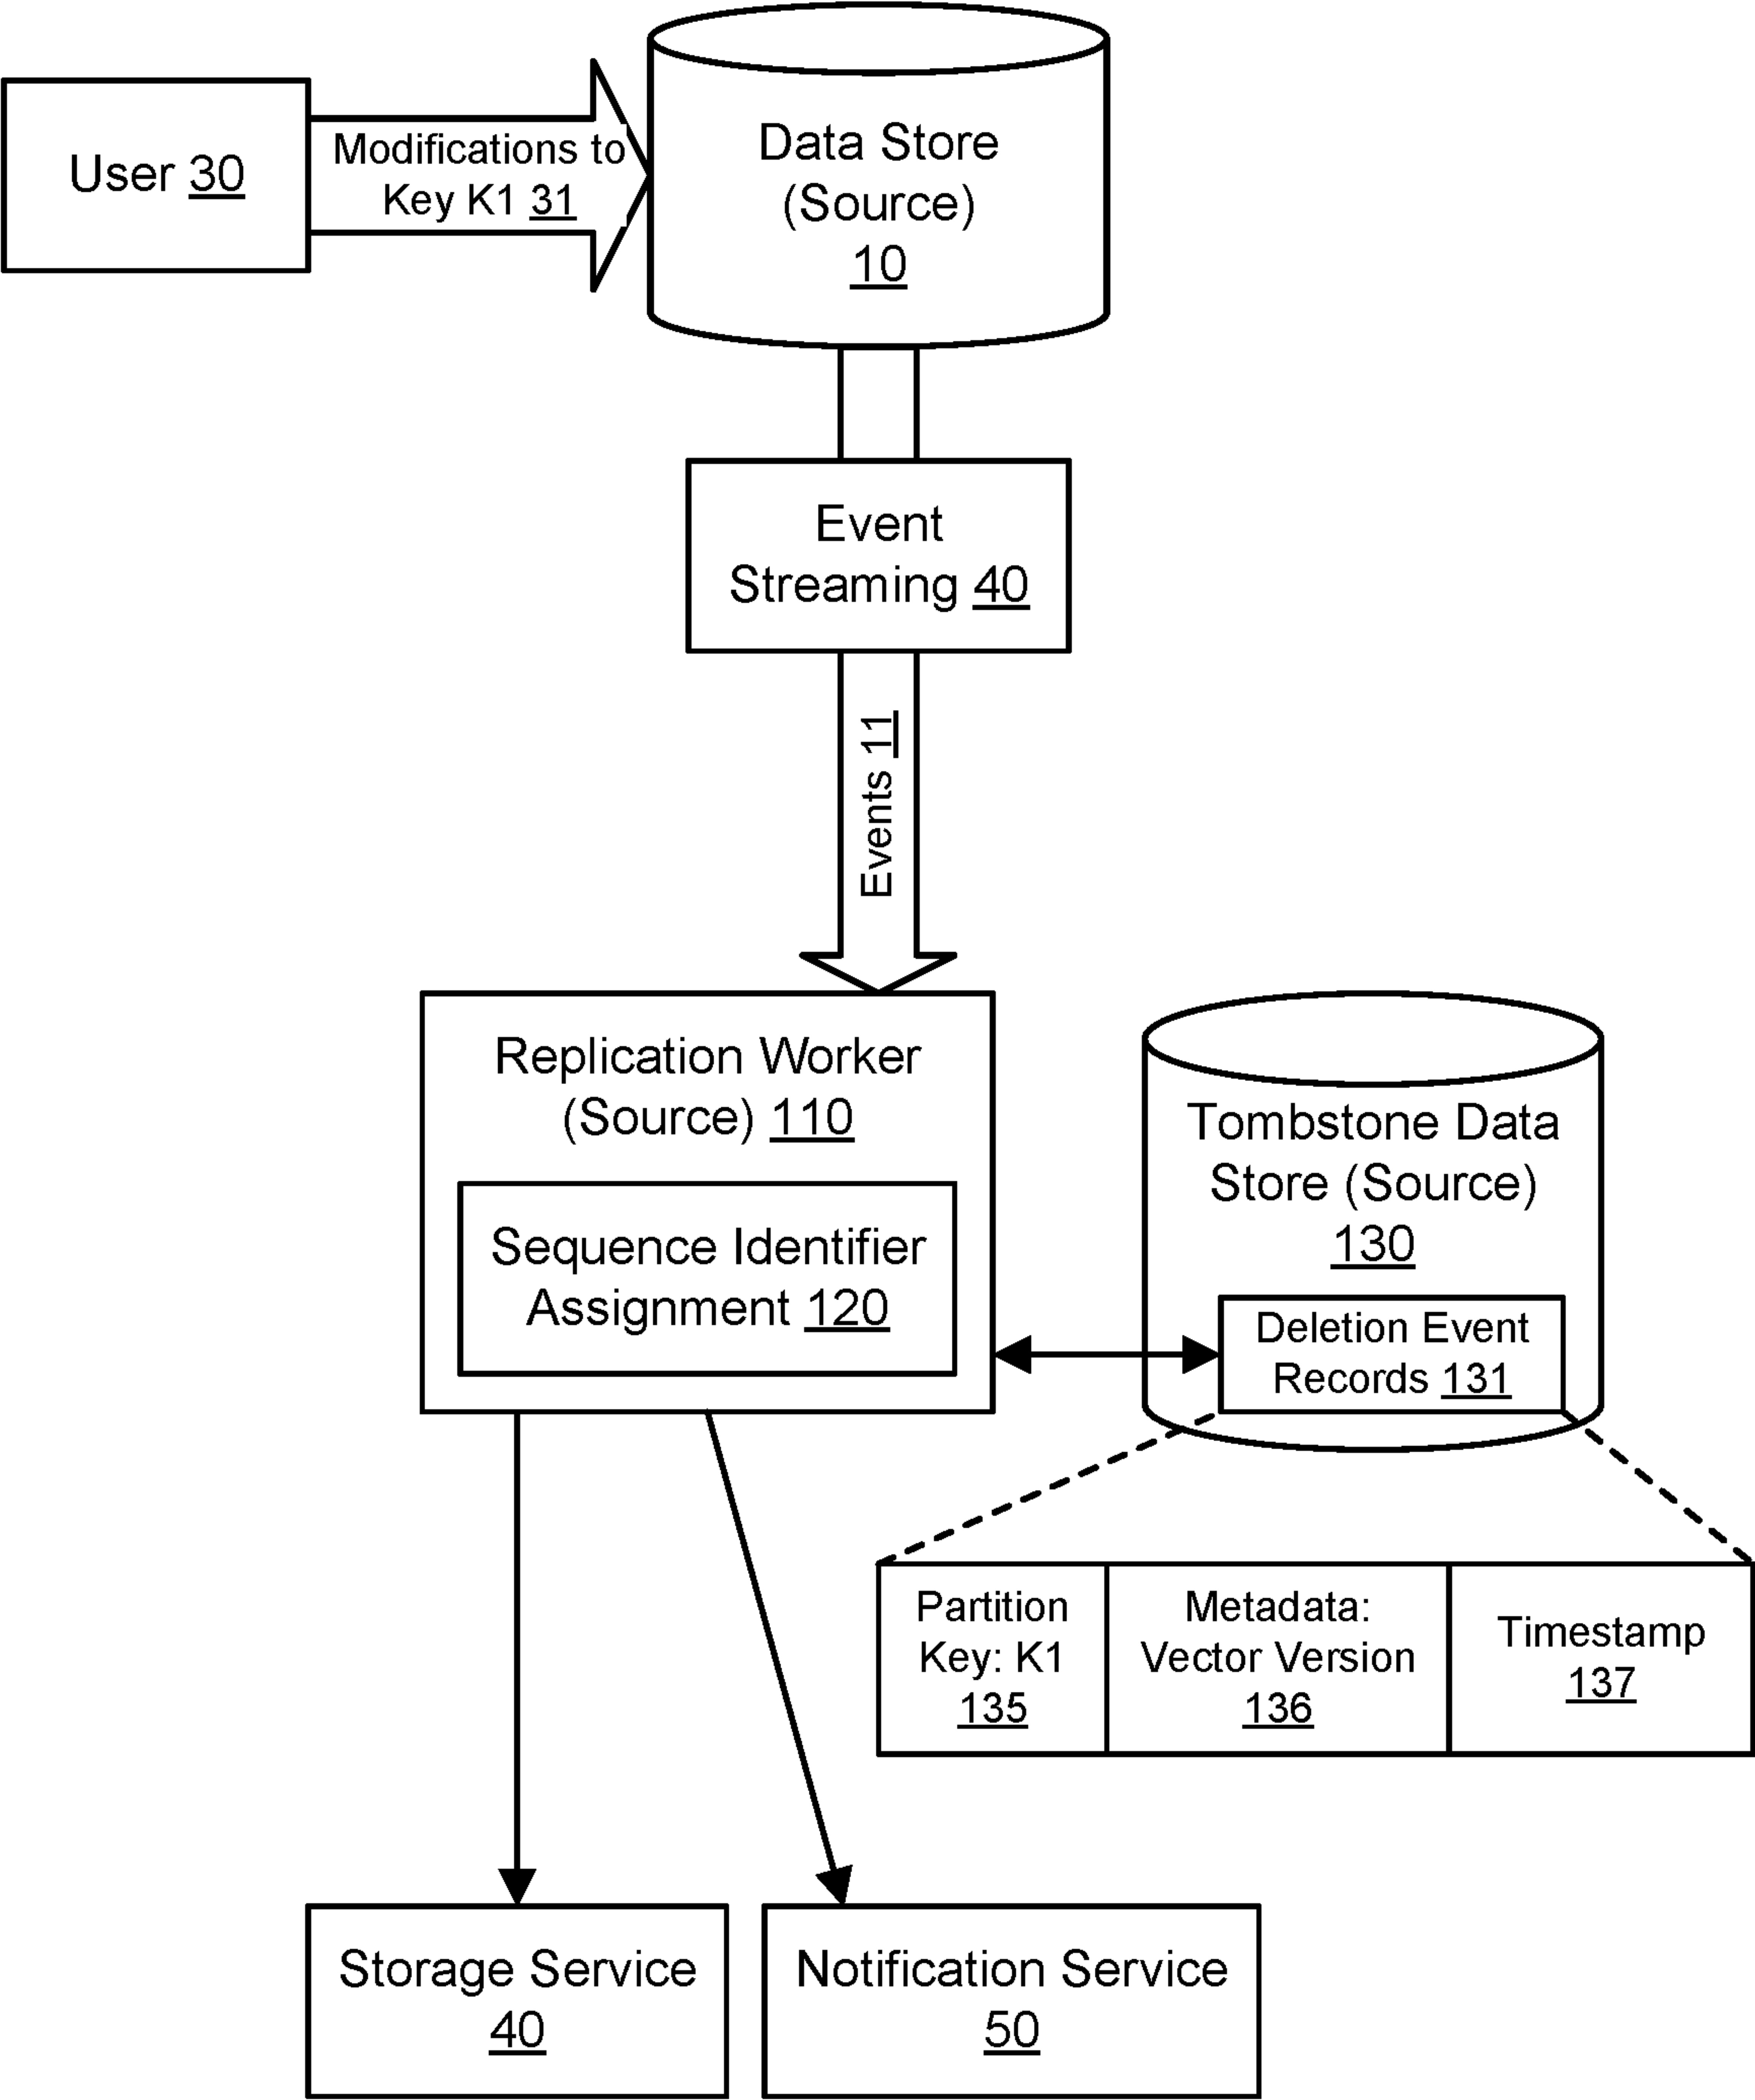 User 30
Modifications to
Key K1 31
Data Store
(Source)
10
Event
Streaming 40
Events 11
Replication Worker
(Source) 110
Sequence Identifier
Assignment 120
Tombstone Data
Store (Source)
130
Deletion Event
Records 131
Partition
Key: K1
135
Metadata:
Vector Version
136
Timestamp
137
Storage Service
40
Notification Service
50